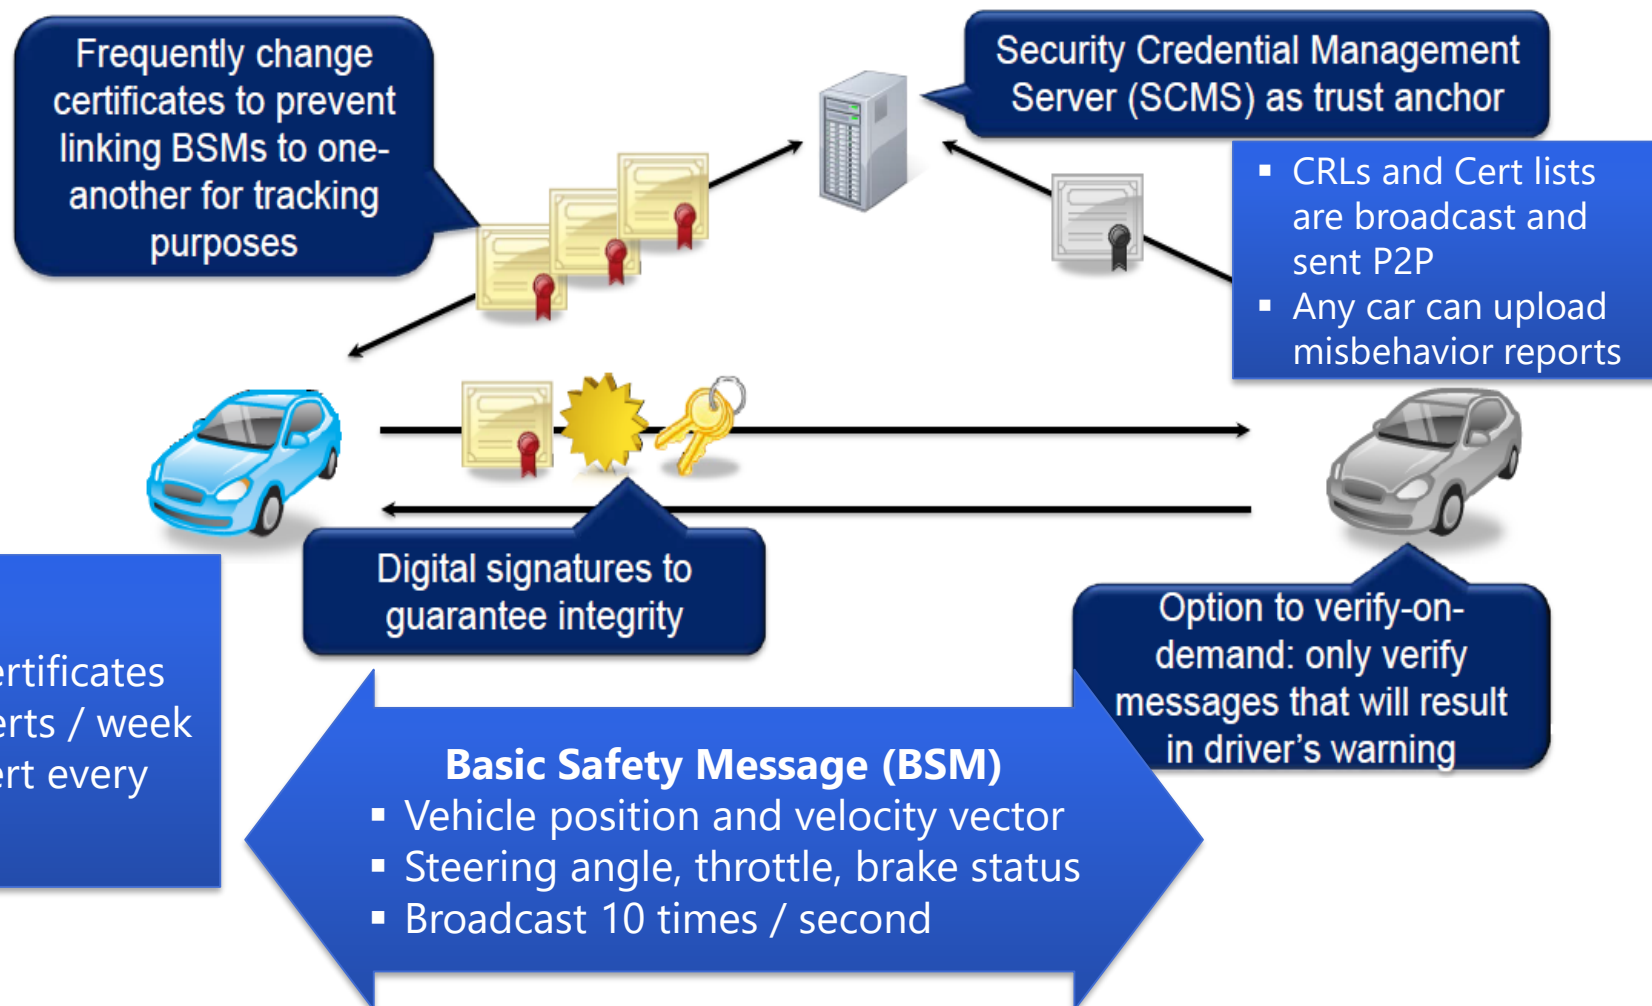 Frequently change
certificates to prevent
linking BSMs to one-
another for tracking
purposes
Security Credential Management
Server (SCMS) as trust anchor
▪ CRLs and Cert lists
are broadcast and
sent P2P
▪ Any car can upload
misbehavior reports
Digital signatures to
guarantee integrity
Option to verify-on-
demand: only verify
messages that will result
in driver's warning
ertificates
erts / week
ert every
Basic Safety Message (BSM)
▪ Vehicle position and velocity vector
▪ Steering angle, throttle, brake status
▪ Broadcast 10 times / second